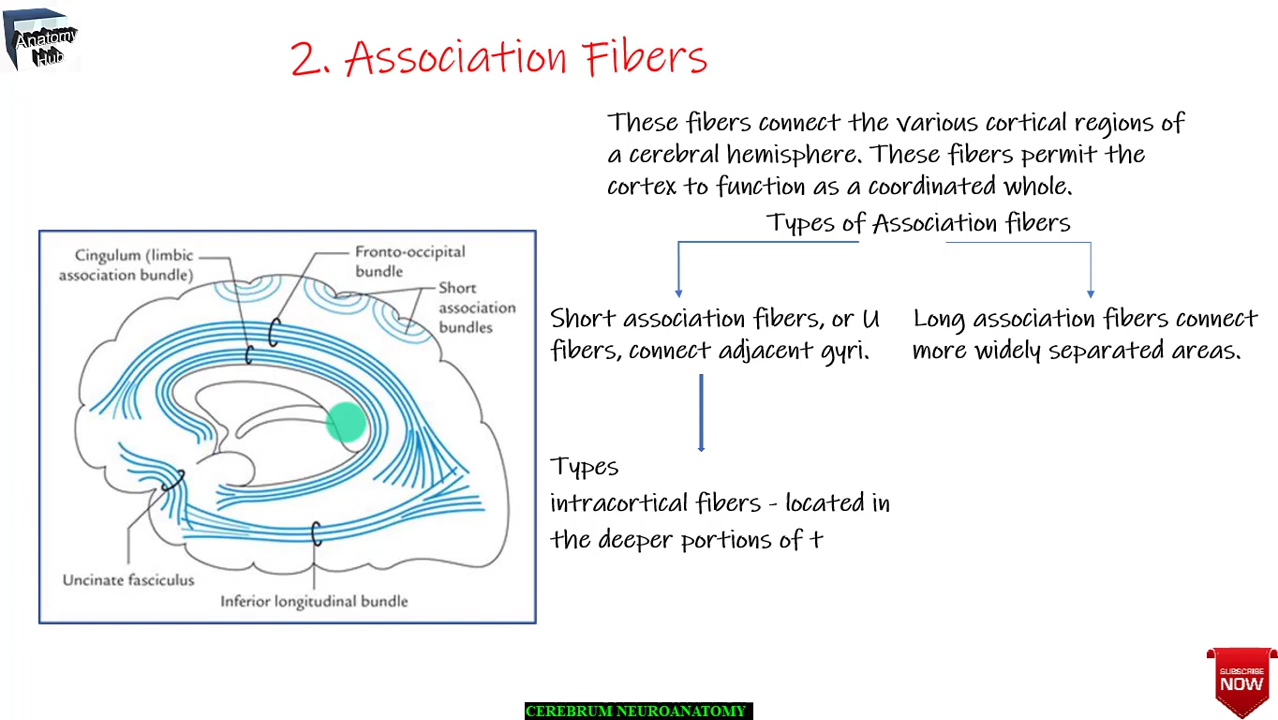 Anatomy
Hub
2. Association Fibers
These fibers connect the various cortical regions of
a cerebral hemisphere. These fibers permit the
cortex to function as a coordinated whole.
Types of Association fibers
Short association fibers, or U
fibers, connect adjacent gyri.
Long association fibers connect
more widely separated areas.
Types
intracortical fibers - located in
the deeper portions of t
Cingulum (limbic
association bundle)
Fronto-occipital
bundle
Short
association
bundles
Uncinate fasciculus
Inferior longitudinal bundle
SUBSCRIBE
NOW
CEREBRUM NEUROANATOMY